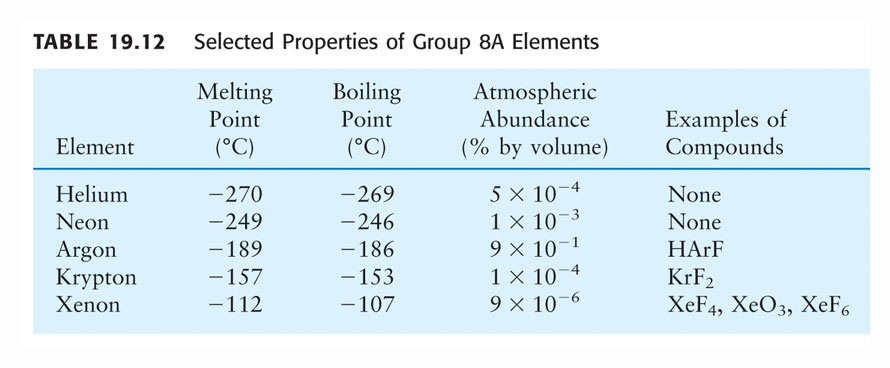 TABLE 19.12 Selected Properties of Group 8A Elements
Melting Boiling Atmospheric
Point Point Abundance Examples of
Element (°C) (°C) (% by volume) Compounds
Helium −270 −269 5 × 10⁻⁴ None
Neon −249 −246 1 × 10⁻³ None
Argon −189 −186 9 × 10⁻¹ HArF
Krypton −157 −153 1 × 10⁻⁴ KrF₂
Xenon −112 −107 9 × 10⁻⁶ XeF₄, XeO₃, XeF₆